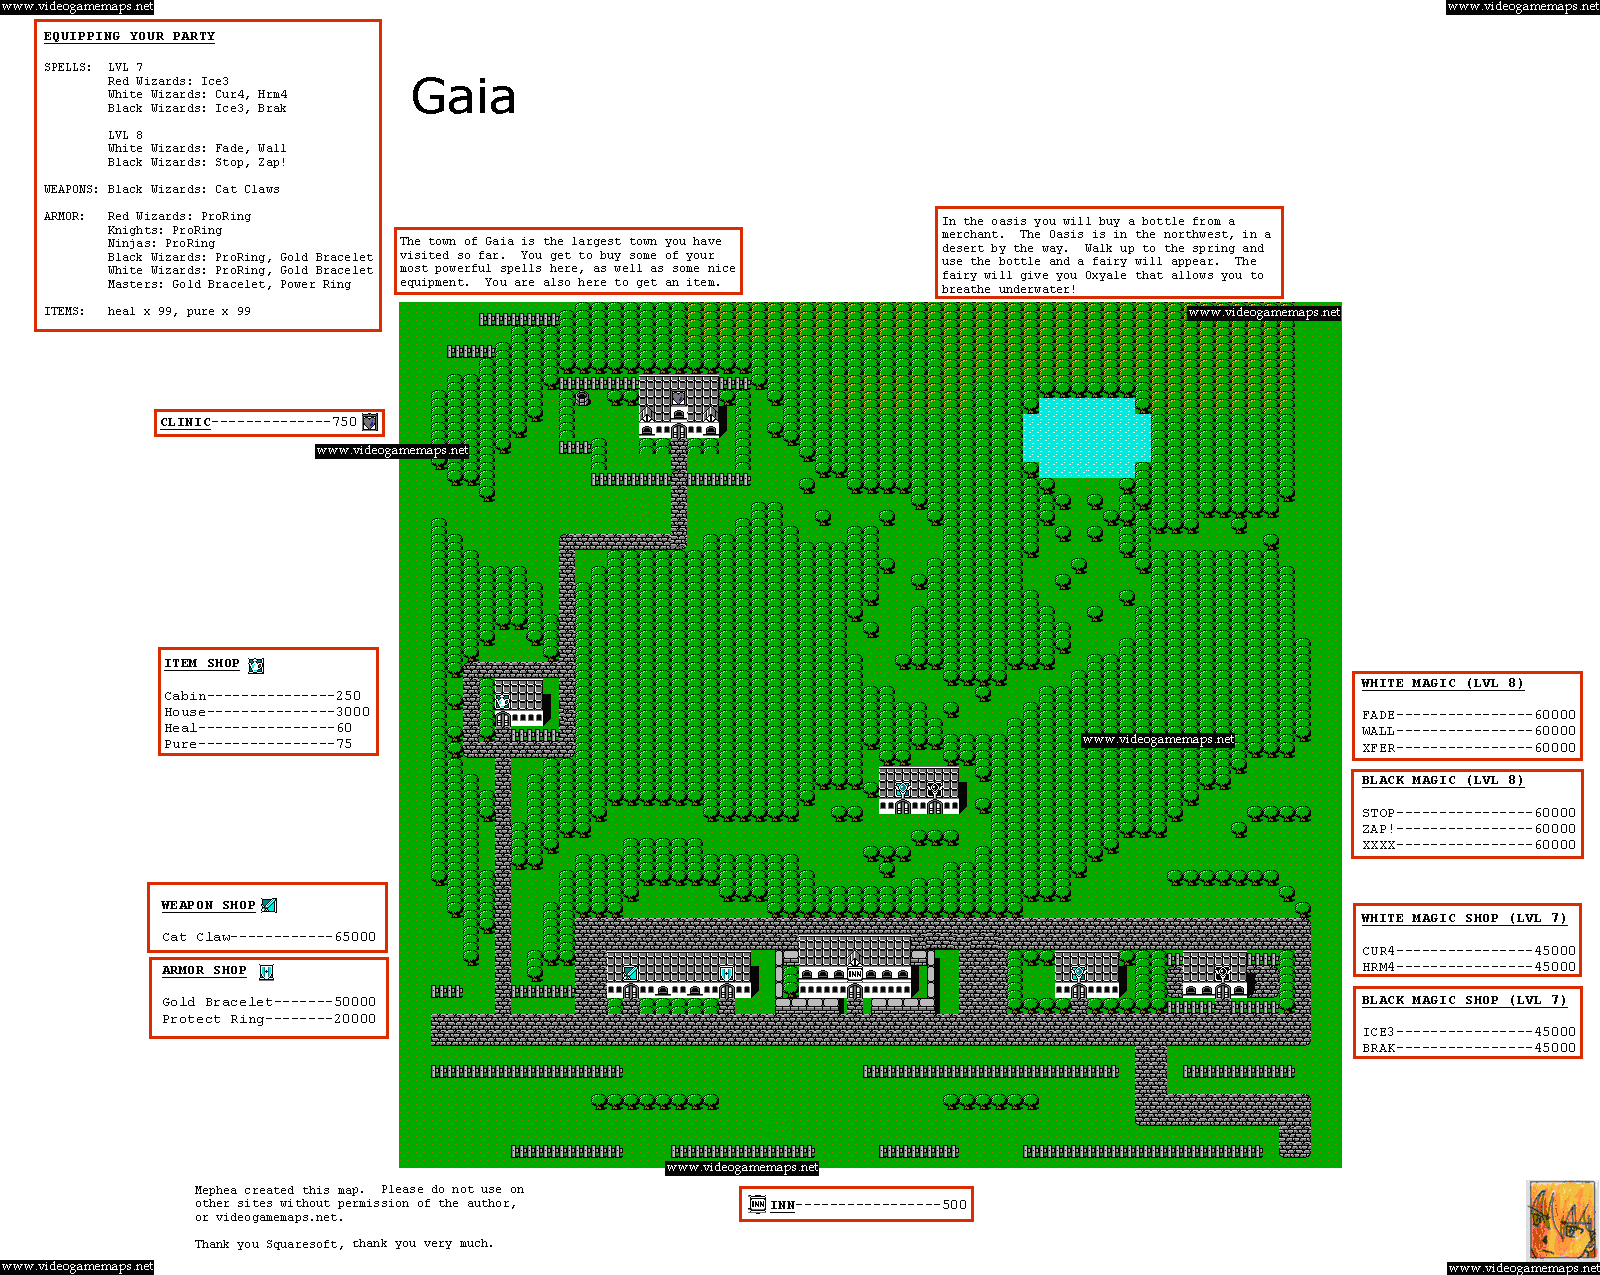 www.videogamemaps.net
www.videogamemaps.net
EQUIPPING YOUR PARTY
SPELLS: LVL 7
Red Wizards: Ice3
White Wizards: Cur4, Hrm4
Black Wizards: Ice3, Brak
LVL 8
White Wizards: Fade, Wall
Black Wizards: Stop, Zap!
WEAPONS: Black Wizards: Cat Claws
ARMOR: Red Wizards: ProRing
Knights: ProRing
Ninjas: ProRing
Black Wizards: ProRing, Gold Bracelet
White Wizards: ProRing, Gold Bracelet
Masters: Gold Bracelet, Power Ring
ITEMS: heal x 99, pure x 99
Gaia
The town of Gaia is the largest town you have
visited so far. You get to buy some of your
most powerful spells here, as well as some nice
equipment. You are also here to get an item.
In the oasis you will buy a bottle from a
merchant. The Oasis is in the northwest, in a
desert by the way. Walk up to the spring and
use the bottle and a fairy will appear. The
fairy will give you Oxyale that allows you to
breathe underwater!
www.videogamemaps.net
CLINIC--------------750
www.videogamemaps.net
ITEM SHOP
Cabin---------------250
House---------------3000
Heal----------------60
Pure----------------75
WHITE MAGIC (LVL 8)
FADE----------------60000
WALL----------------60000
XFER----------------60000
www.videogamemaps.net
BLACK MAGIC (LVL 8)
STOP----------------60000
ZAP!----------------60000
XXXX----------------60000
WEAPON SHOP
Cat Claw------------65000
ARMOR SHOP
Gold Bracelet-------50000
Protect Ring--------20000
INN
WHITE MAGIC SHOP (LVL 7)
CUR4----------------45000
HRM4----------------45000
BLACK MAGIC SHOP (LVL 7)
ICE3----------------45000
BRAK----------------45000
www.videogamemaps.net
INN INN-----------------500
Mephea created this map. Please do not use on
other sites without permission of the author,
or videogamemaps.net.
Thank you Squaresoft, thank you very much.
www.videogamemaps.net
www.videogamemaps.net